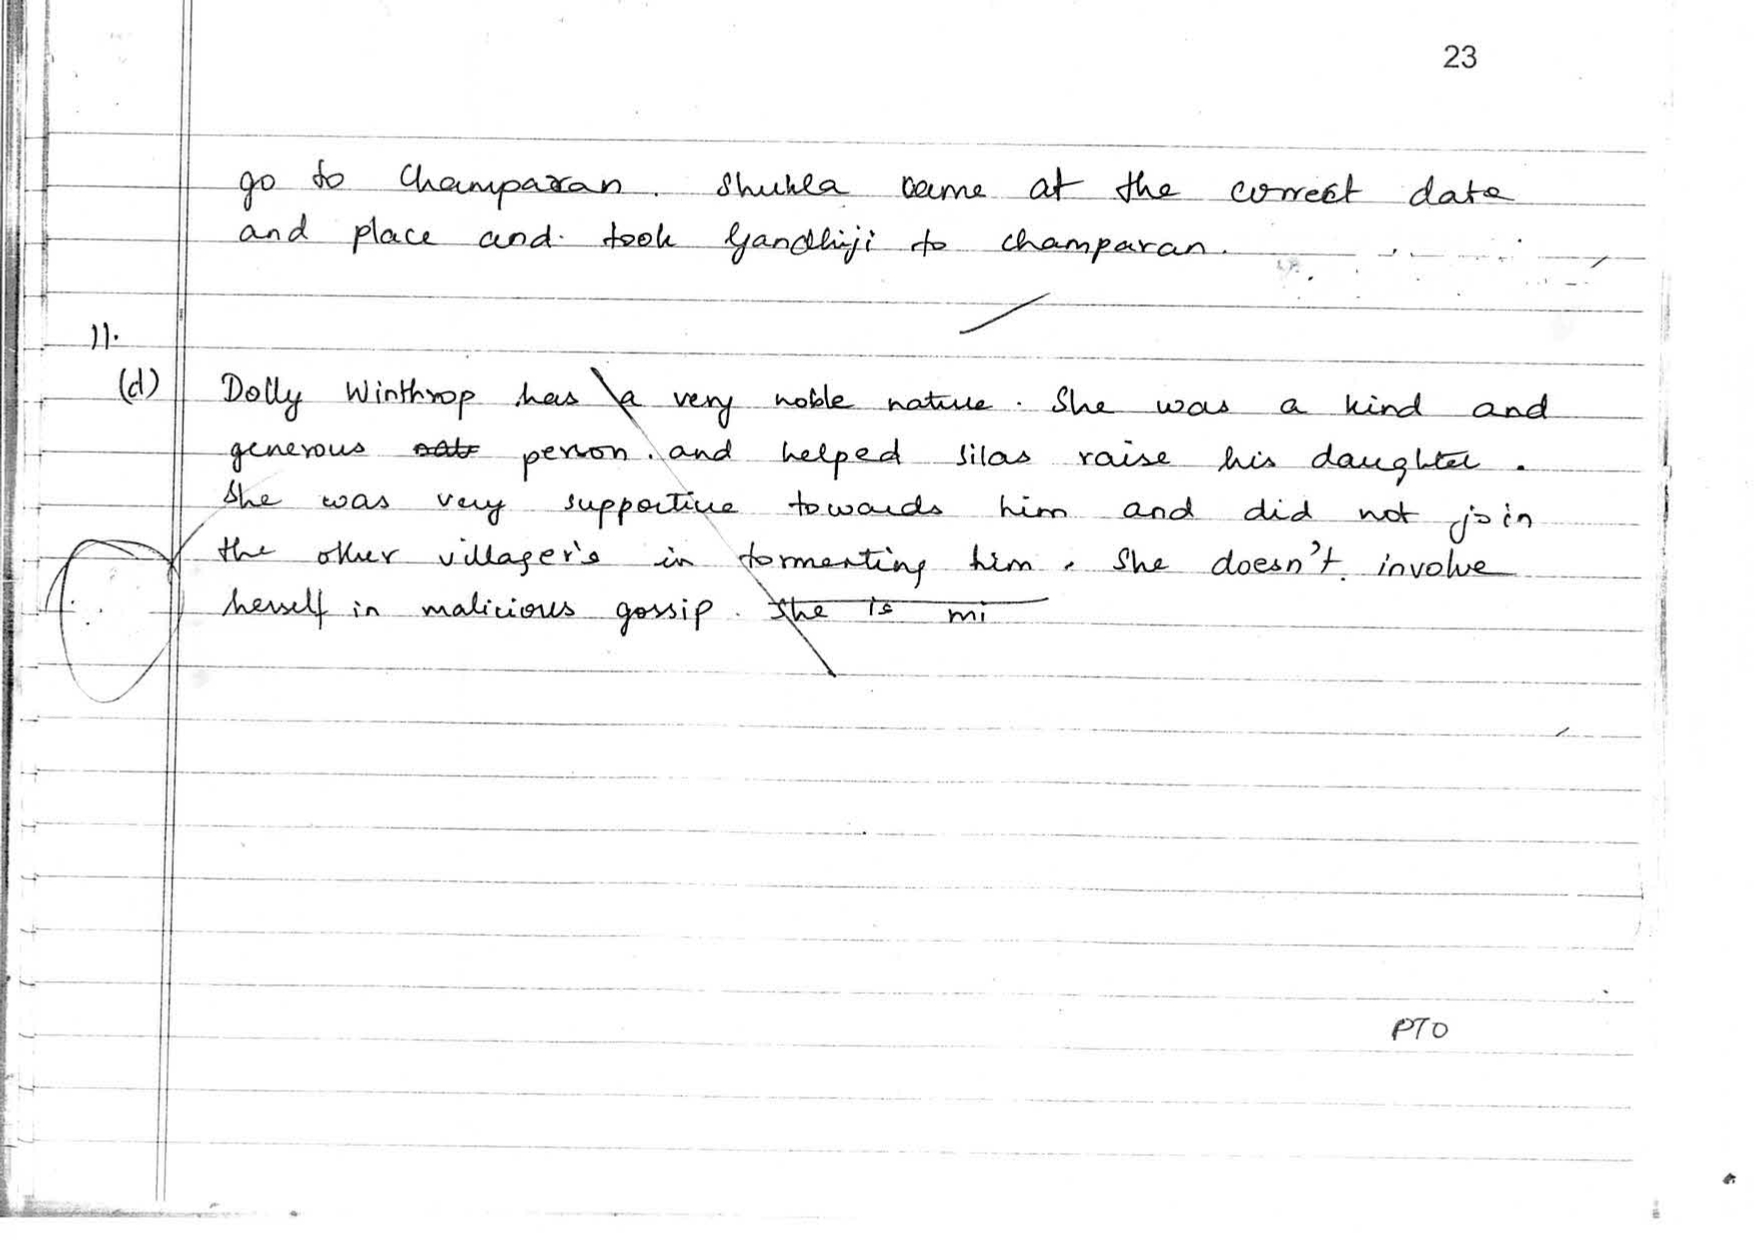 23
go to Champaran. Shukla came at the correct date
and place and took Gandhiji to champaran.
11.
(d) Dolly Winthrop has a very noble nature. She was a kind and
generous person. and helped Silas raise his daughter.
She was very supportive towards him and did not join
the other villager's in tormenting him. She doesn't involve
herself in malicious gossip. She is mi
PTO